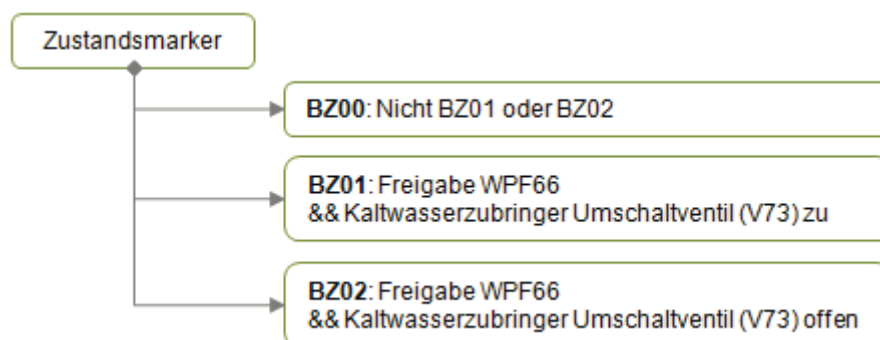 Zustandsmarker
BZ00: Nicht BZ01 oder BZ02
BZ01: Freigabe WPF66
&& Kaltwasserzubringer Umschaltventil (V73) zu
BZ02: Freigabe WPF66
&& Kaltwasserzubringer Umschaltventil (V73) offen